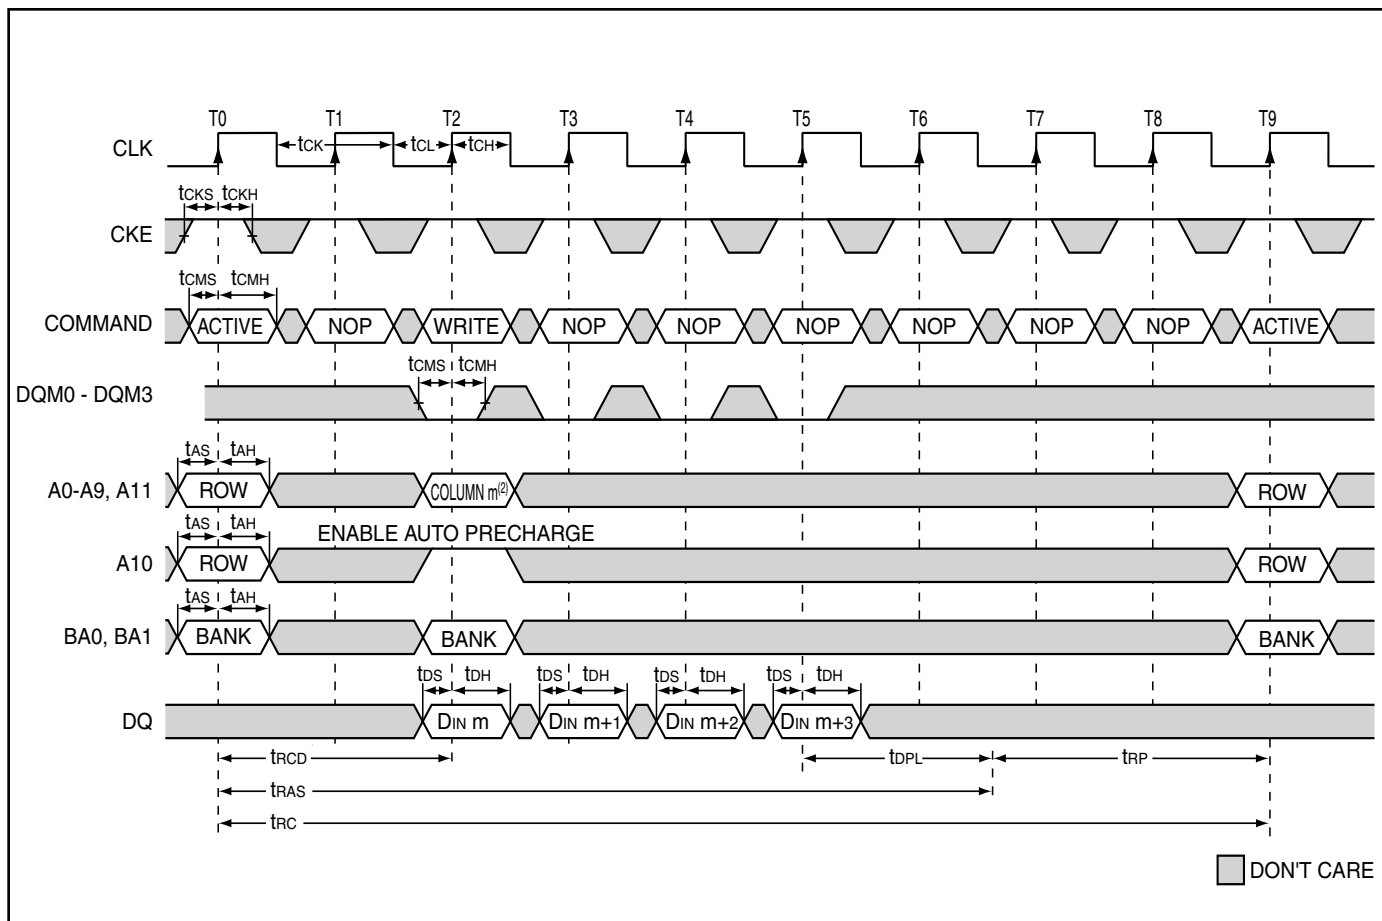 T0 T1 T2 T3 T4 T5 T6 T7 T8 T9
CLK tCK tCL tCH
tCKS tCKH
CKE
tCMS tCMH
COMMAND ACTIVE NOP WRITE NOP NOP NOP NOP NOP NOP ACTIVE
tCMS tCMH
DQM0 - DQM3
tAS tAH
A0-A9, A11 ROW COLUMN m(2) ROW
tAS tAH ENABLE AUTO PRECHARGE
A10 ROW ROW
tAS tAH
BA0, BA1 BANK BANK BANK
tDS tDH tDS tDH tDS tDH tDS tDH
DQ DIN m DIN m+1 DIN m+2 DIN m+3
tRCD tDPL tRP
tRAS
tRC
DON'T CARE